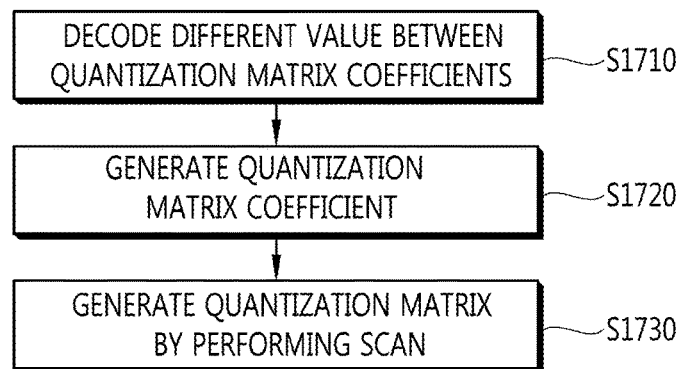 DECODE DIFFERENT VALUE BETWEEN
QUANTIZATION MATRIX COEFFICIENTS
S1710
GENERATE QUANTIZATION
MATRIX COEFFICIENT
S1720
GENERATE QUANTIZATION MATRIX
BY PERFORMING SCAN
S1730